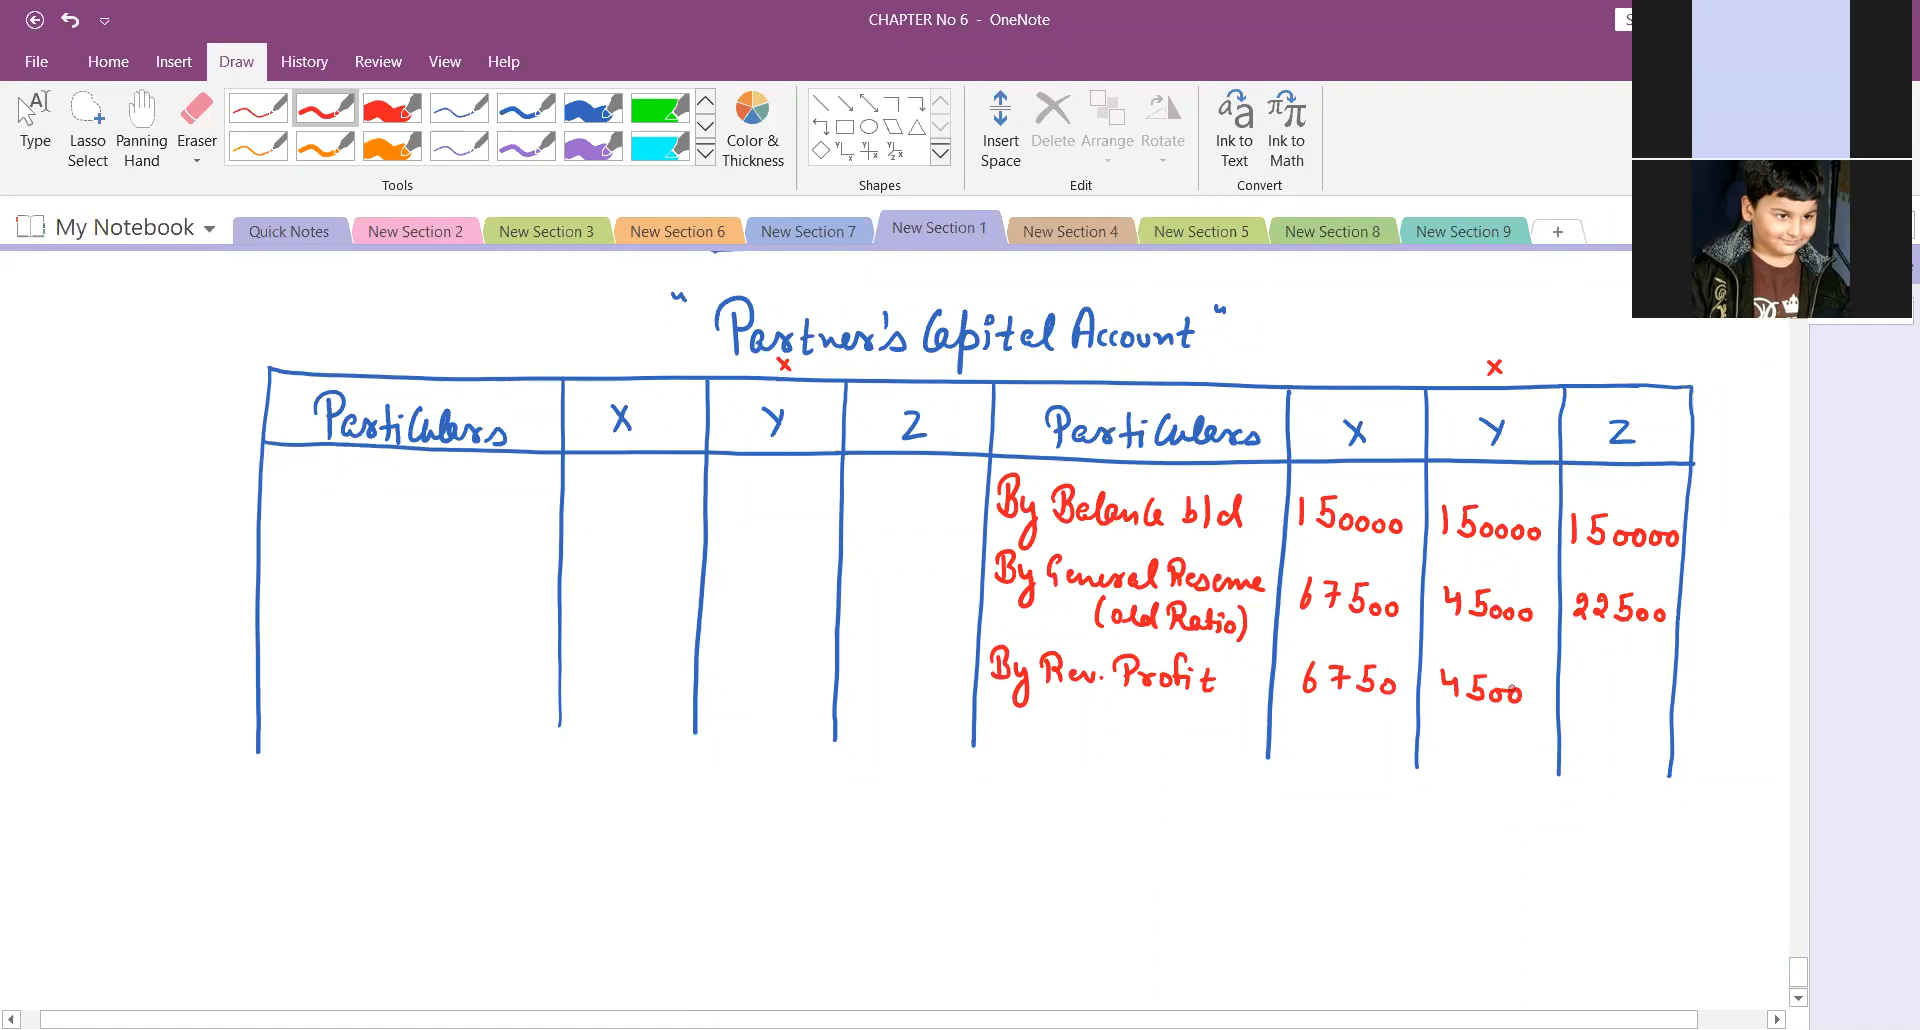 CHAPTER No 6 - OneNote
File Home Insert Draw History Review View Help
Type
Lasso Select
Panning Hand
Eraser
Color & Thickness
Insert Space
Delete
Arrange
Rotate
Ink to Text
Ink to Math
Tools
Shapes
Edit
Convert
My Notebook
Quick Notes
New Section 2
New Section 3
New Section 6
New Section 7
New Section 1
New Section 4
New Section 5
New Section 8
New Section 9
+
"Partner's Capital Account"
x x
Particulars X Y Z Particulars X Y Z
By Balance b/d 150000 150000 150000
By General Reserve 67500 45000 22500
(old Ratio)
By Rev. Profit 6750 4500